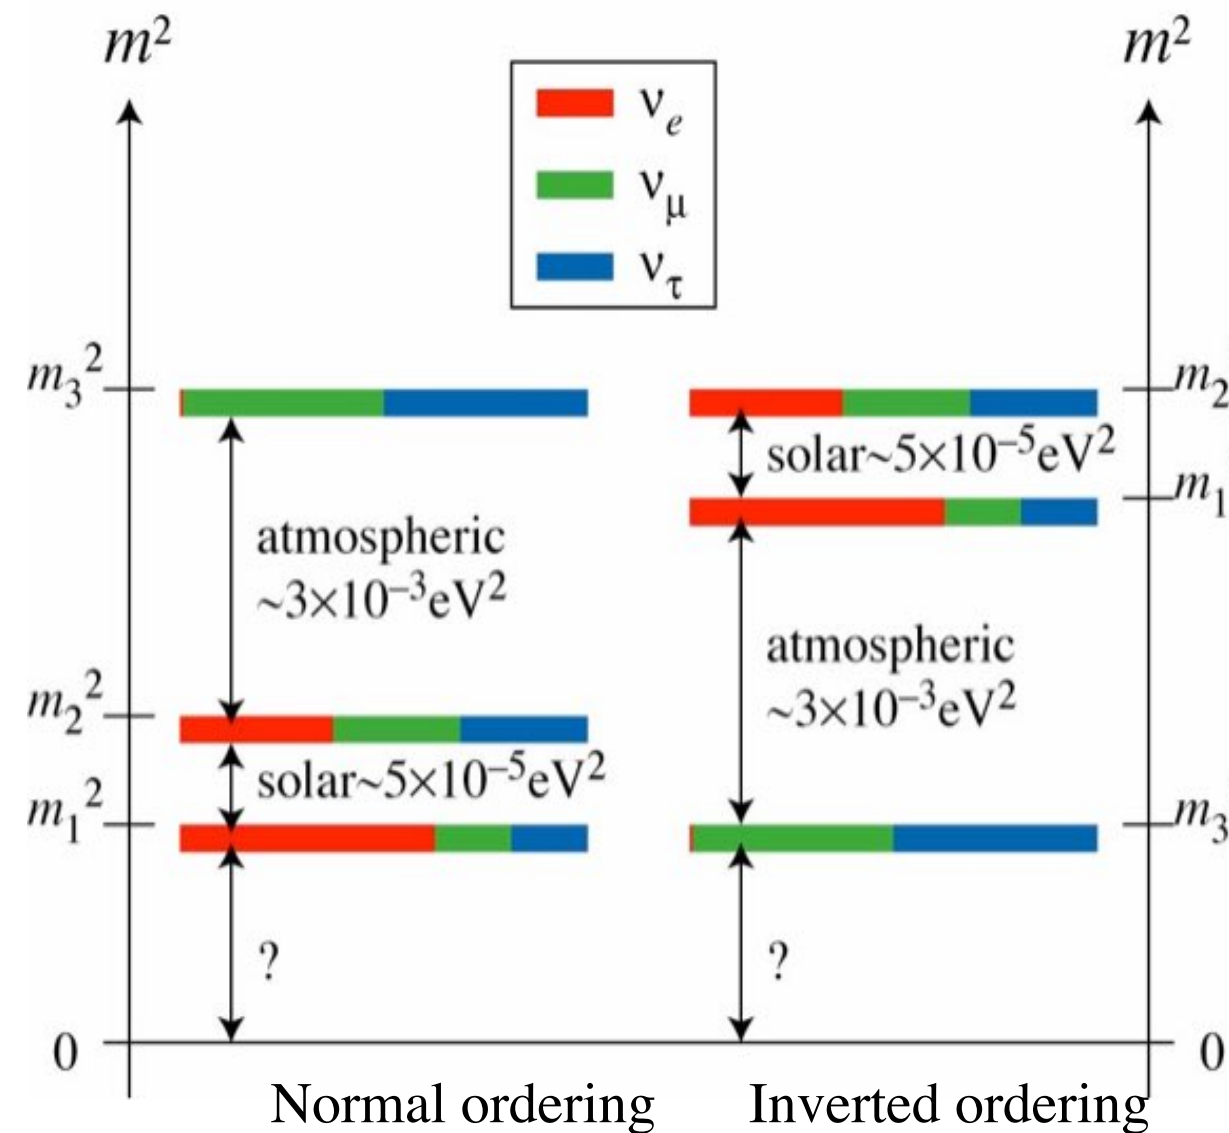 m²
m²
νe
νμ
ντ
m₃²
m₂
solar~5×10⁻⁵eV²
m₁
atmospheric
~3×10⁻³eV²
atmospheric
~3×10⁻³eV²
m₂²
solar~5×10⁻⁵eV²
m₁²
m₃
?
?
0
0
Normal ordering
Inverted ordering